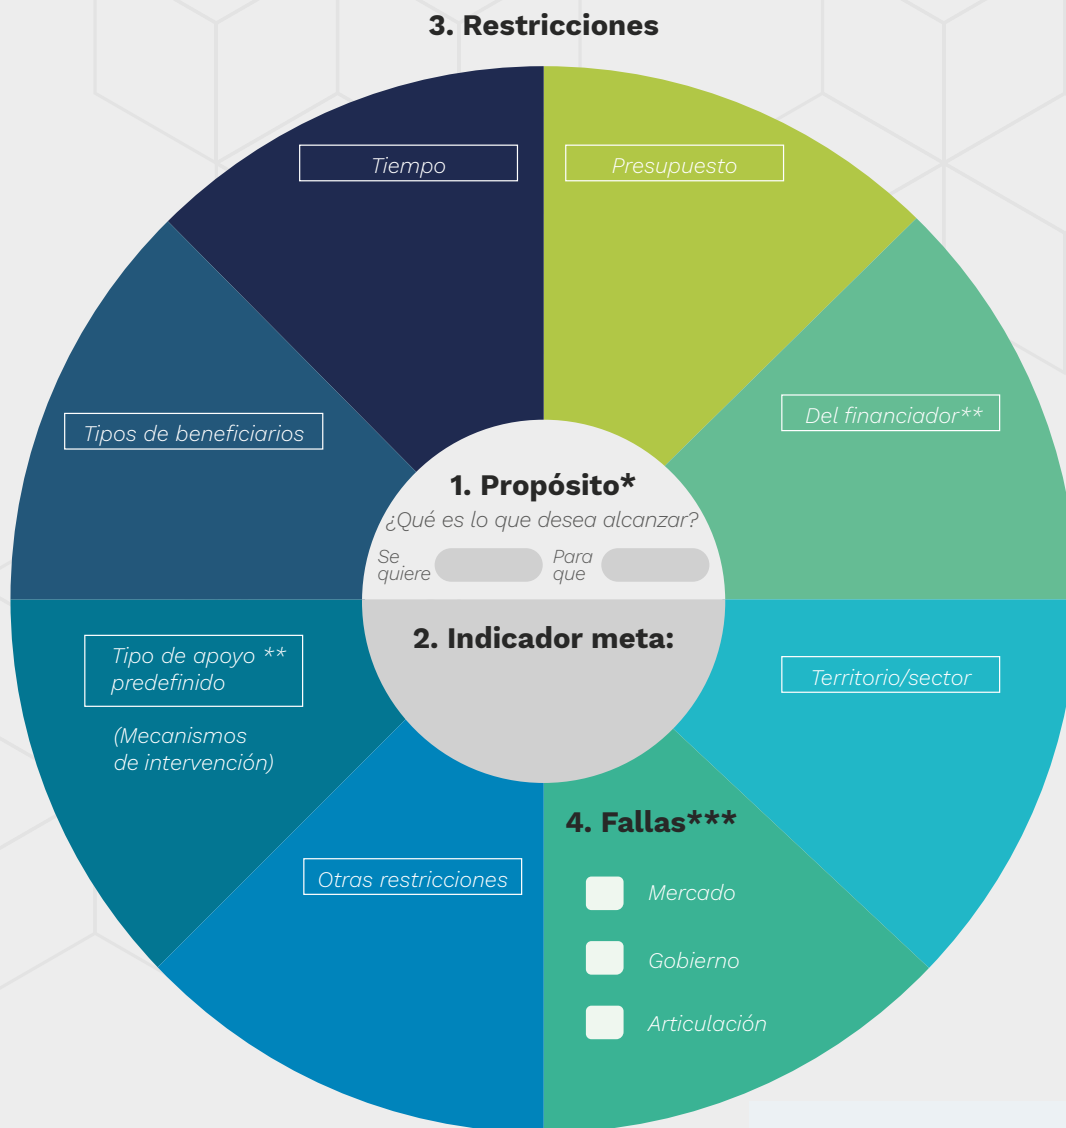 3. Restricciones
Tiempo
Presupuesto
Del financiador**
Tipos de beneficiarios
1. Propósito*
¿Qué es lo que desea alcanzar?
Se
quiere
Para
que
2. Indicador meta:
Tipo de apoyo **
predefinido
(Mecanismos
de intervención)
Territorio/sector
Otras restricciones
4. Fallas***
Mercado
Gobierno
Articulación